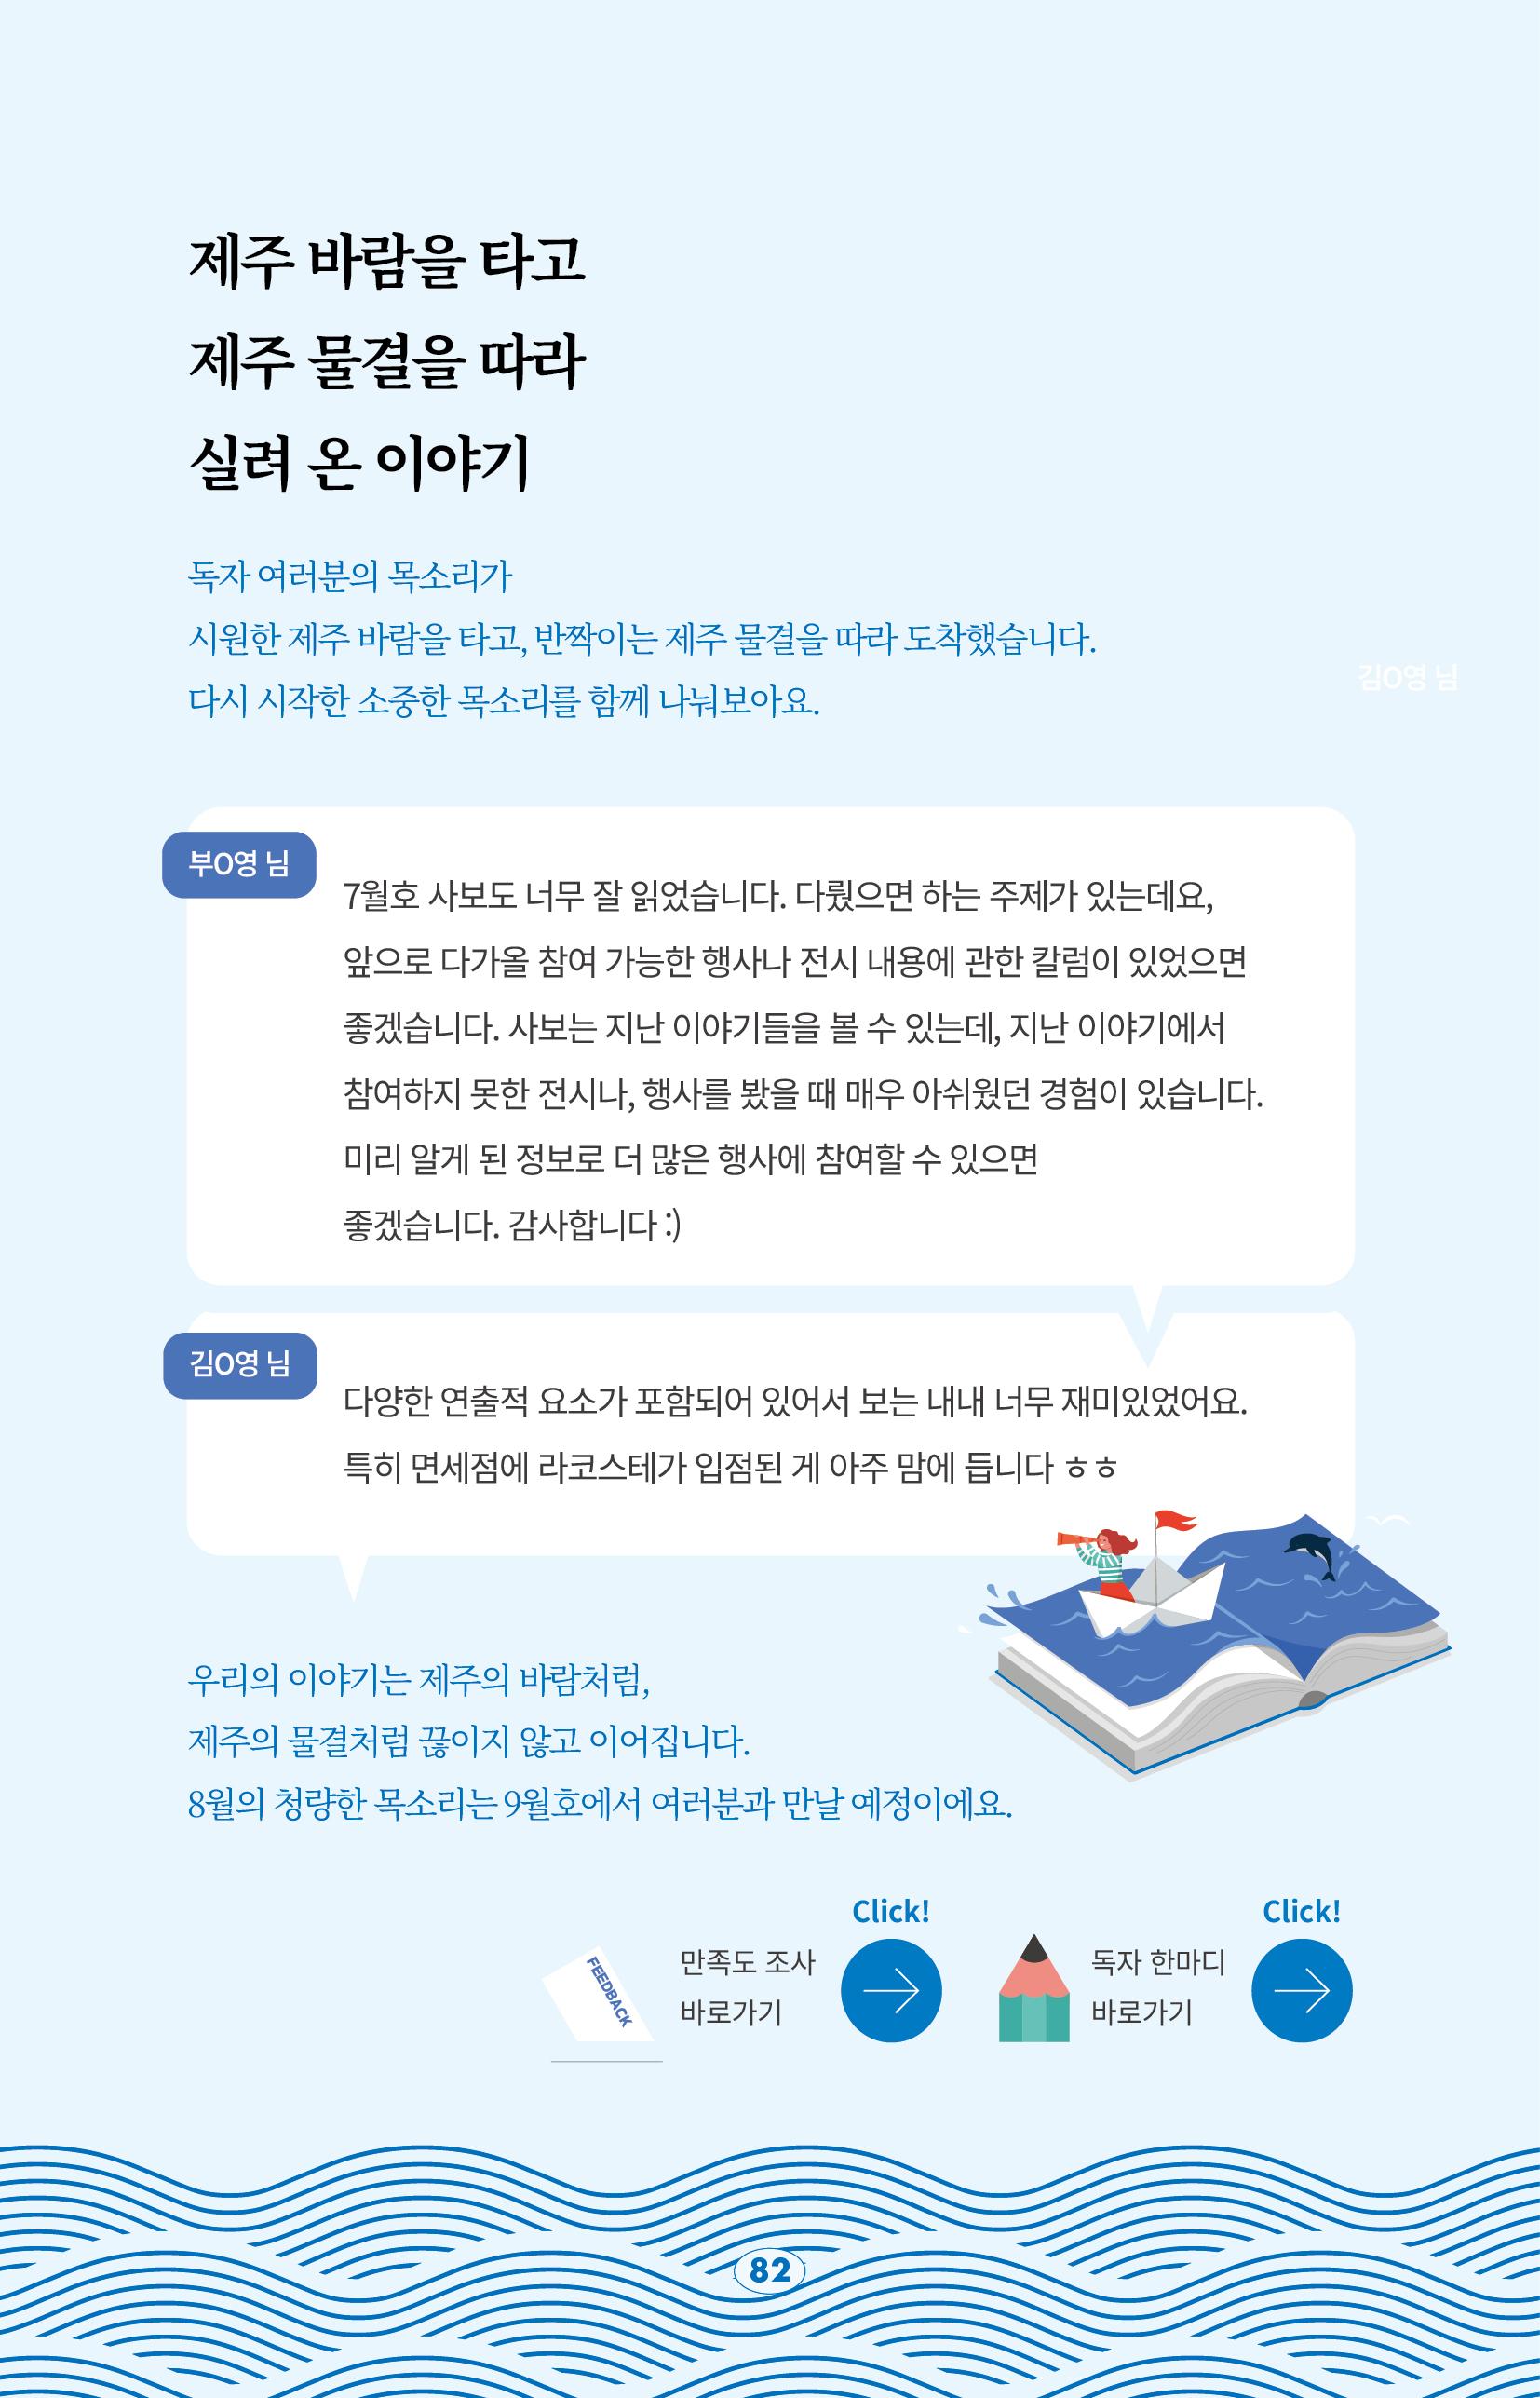 제주 바람을 타고
제주 물결을 따라
실려 온 이야기
독자 여러분의 목소리가
시원한 제주 바람을 타고, 반짝이는 제주 물결을 따라 도착했습니다.
다시 시작한 소중한 목소리를 함께 나눠보아요.
김O영 님
부O영 님
7월호 사보도 너무 잘 읽었습니다. 다뤘으면 하는 주제가 있는데요,
앞으로 다가올 참여 가능한 행사나 전시 내용에 관한 칼럼이 있었으면
좋겠습니다. 사보는 지난 이야기들을 볼 수 있는데, 지난 이야기에서
참여하지 못한 전시나, 행사를 봤을 때 매우 아쉬웠던 경험이 있습니다.
미리 알게 된 정보로 더 많은 행사에 참여할 수 있으면
좋겠습니다. 감사합니다 :)
김O영 님
다양한 연출적 요소가 포함되어 있어서 보는 내내 너무 재미있었어요.
특히 면세점에 라코스테가 입점된 게 아주 맘에 듭니다 ㅎㅎ
우리의 이야기는 제주의 바람처럼,
제주의 물결처럼 끊이지 않고 이어집니다.
8월의 청량한 목소리는 9월호에서 여러분과 만날 예정이에요.
FEEDBACK
만족도 조사
바로가기
Click!
독자 한마디
바로가기
Click!
82